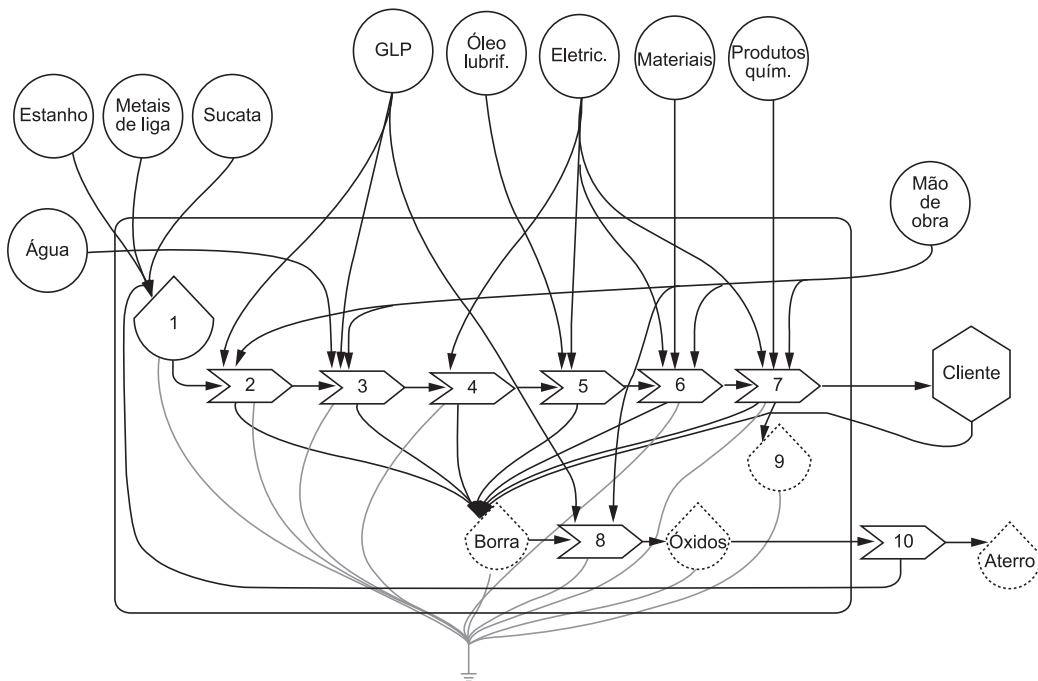 GLP
Óleo
lubrif.
Eletric.
Materiais
Produtos
quím.
Estanho
Metais
de liga
Sucata
Mão
de
obra
Água
1
2
3
4
5
6
7
Cliente
9
Borra
8
Óxidos
10
Aterro